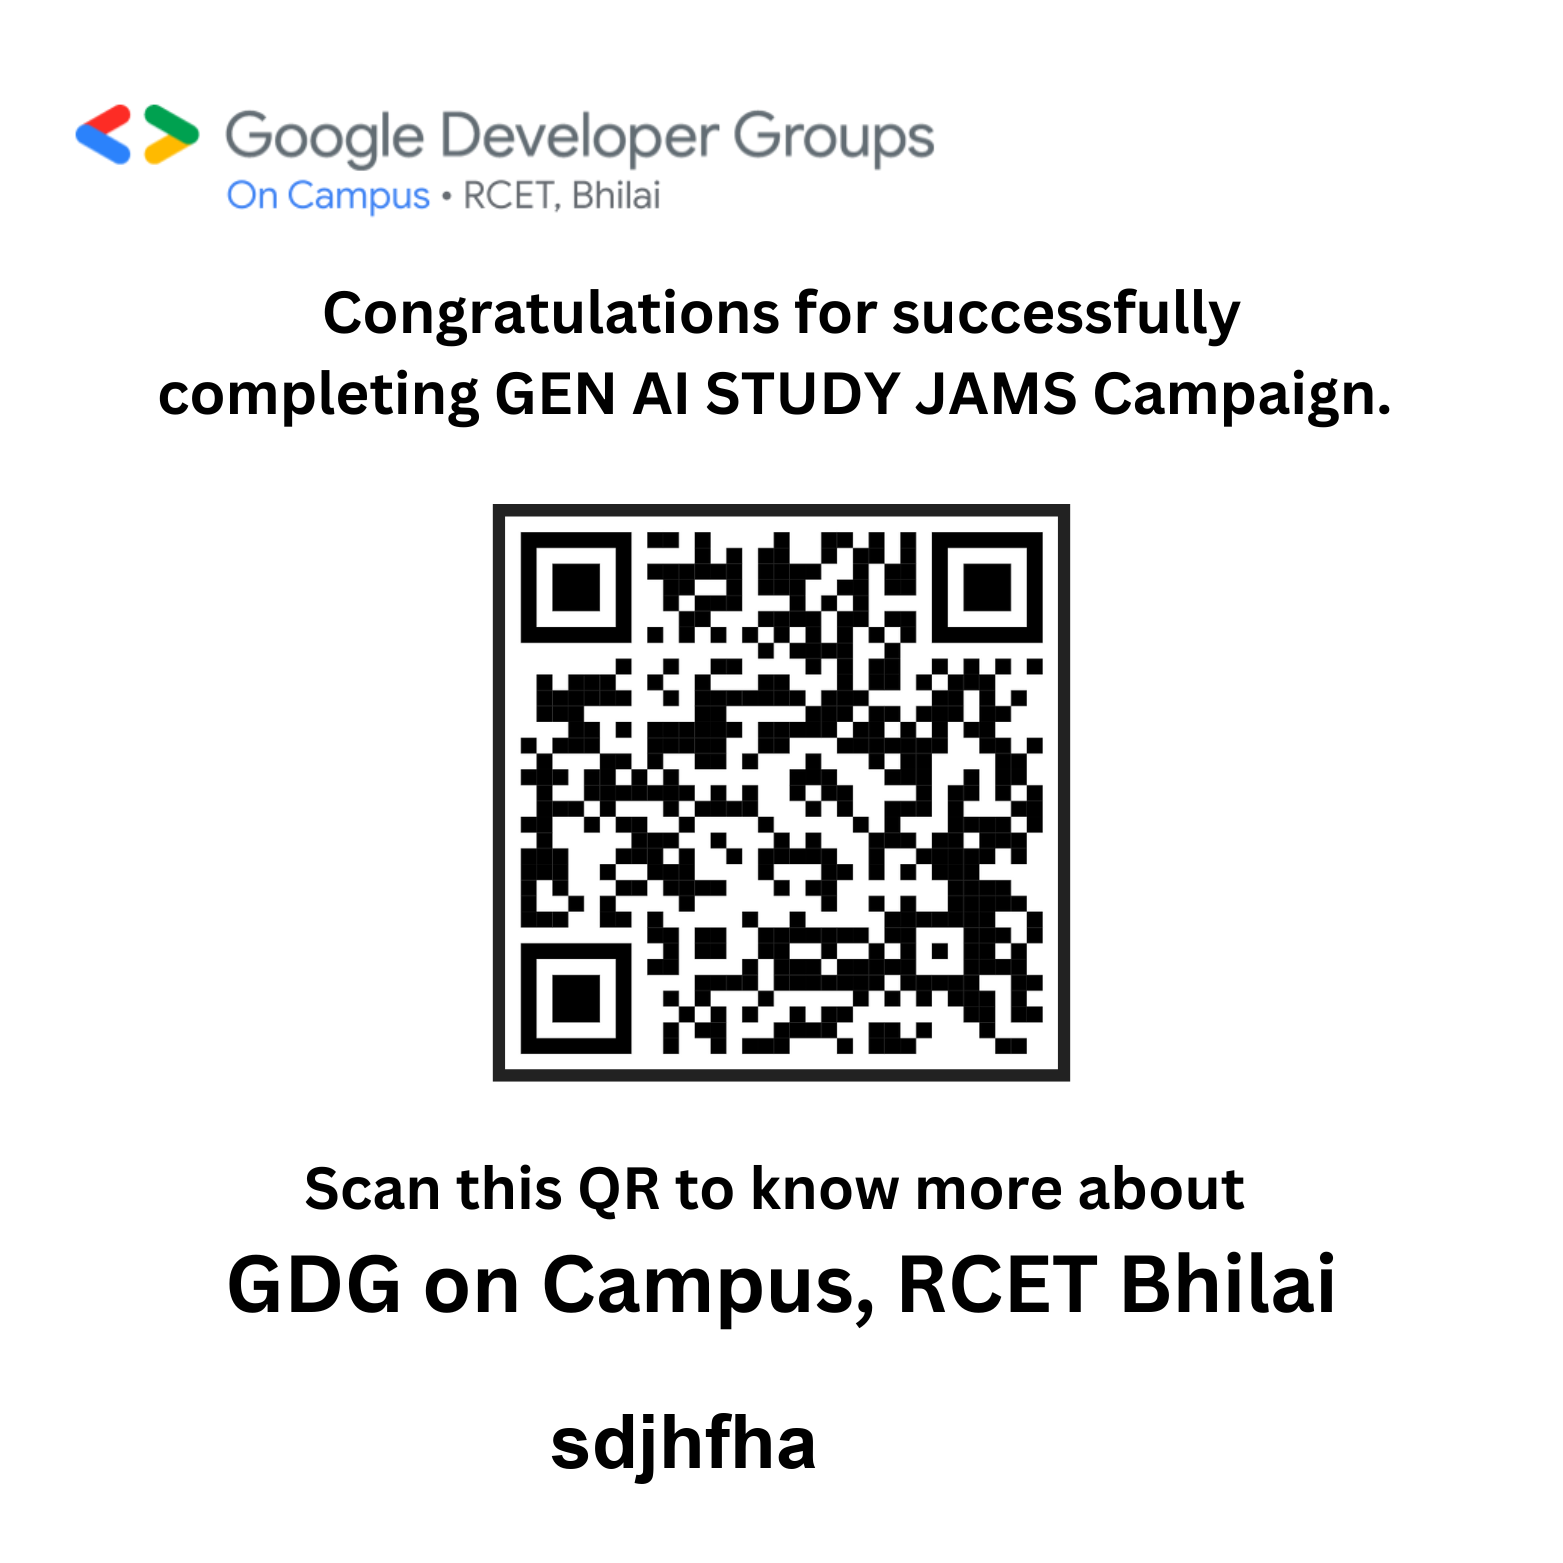 Google Developer Groups
On Campus • RCET, Bhilai
Congratulations for successfully
completing GEN AI STUDY JAMS Campaign.
Scan this QR to know more about
GDG on Campus, RCET Bhilai
sdjhfha